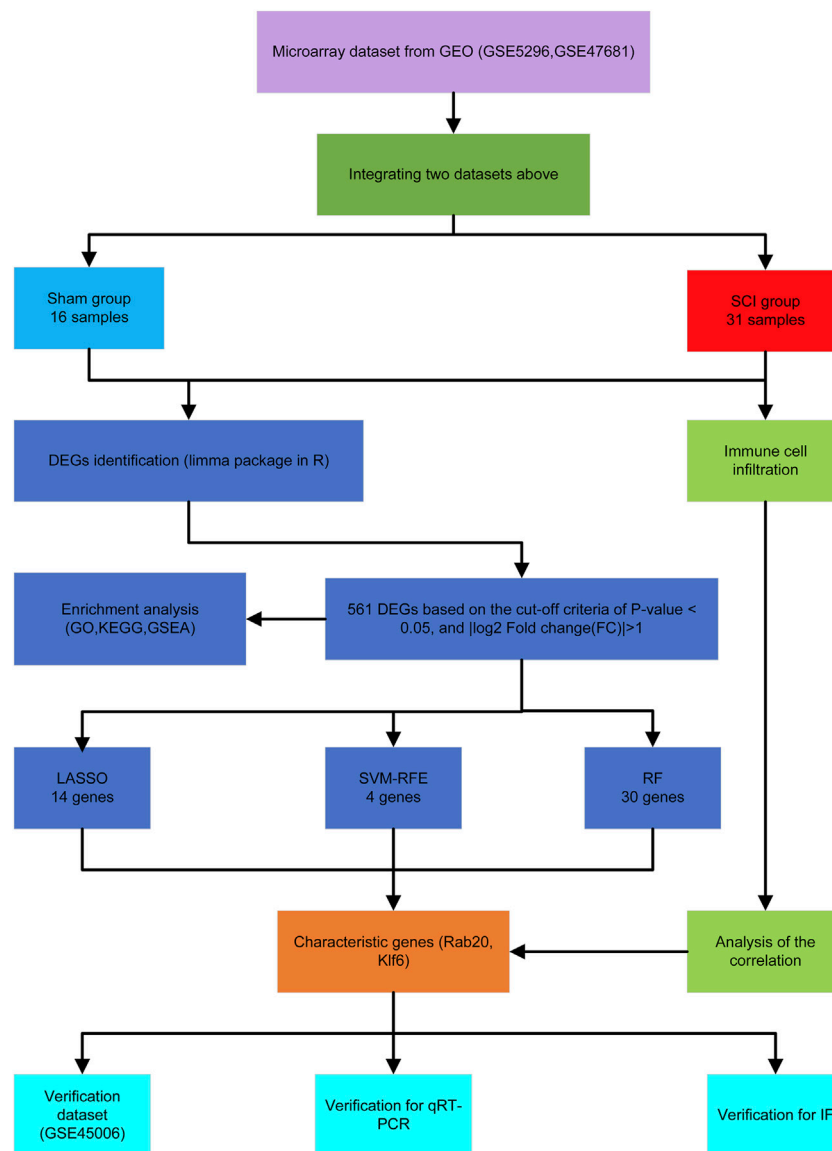 Microarray dataset from GEO (GSE5296,GSE47681)
Integrating two datasets above
Sham group
16 samples
SCI group
31 samples
DEGs identification (limma package in R)
Immune cell
infiltration
Enrichment analysis
(GO,KEGG,GSEA)
561 DEGs based on the cut-off criteria of P-value <
0.05, and |log2 Fold change(FC)|>1
LASSO
14 genes
SVM-RFE
4 genes
RF
30 genes
Characteristic genes (Rab20,
Klf6)
Analysis of the
correlation
Verification
dataset
(GSE45006)
Verification for qRT-
PCR
Verification for IF